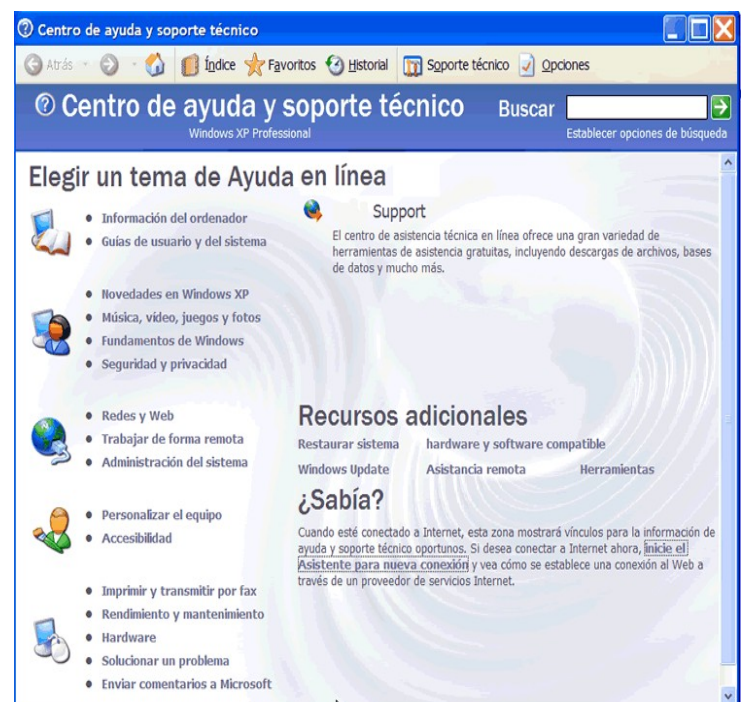 Centro de ayuda y soporte técnico
Atrás Índice Favoritos Historial Soporte técnico Opciones
Centro de ayuda y soporte técnico
Windows XP Professional
Buscar
Establecer opciones de búsqueda
Elegir un tema de Ayuda en línea
Información del ordenador
Guías de usuario y del sistema
Novedades en Windows XP
Música, vídeo, juegos y fotos
Fundamentos de Windows
Seguridad y privacidad
Redes y Web
Trabajar de forma remota
Administración del sistema
Personalizar el equipo
Accesibilidad
Imprimir y transmitir por fax
Rendimiento y mantenimiento
Hardware
Solucionar un problema
Enviar comentarios a Microsoft
Support
El centro de asistencia técnica en línea ofrece una gran variedad de
herramientas de asistencia gratuitas, incluyendo descargas de archivos, bases
de datos y mucho más.
Recursos adicionales
Restaurar sistema hardware y software compatible
Windows Update Asistancia remota Herramientas
¿Sabía?
Cuando esté conectado a Internet, esta zona mostrará vínculos para la información de
ayuda y soporte técnico oportunos. Si desea conectar a Internet ahora, inicie el
Asistente para nueva conexión y vea cómo se establece una conexión al Web a
través de un proveedor de servicios Internet.